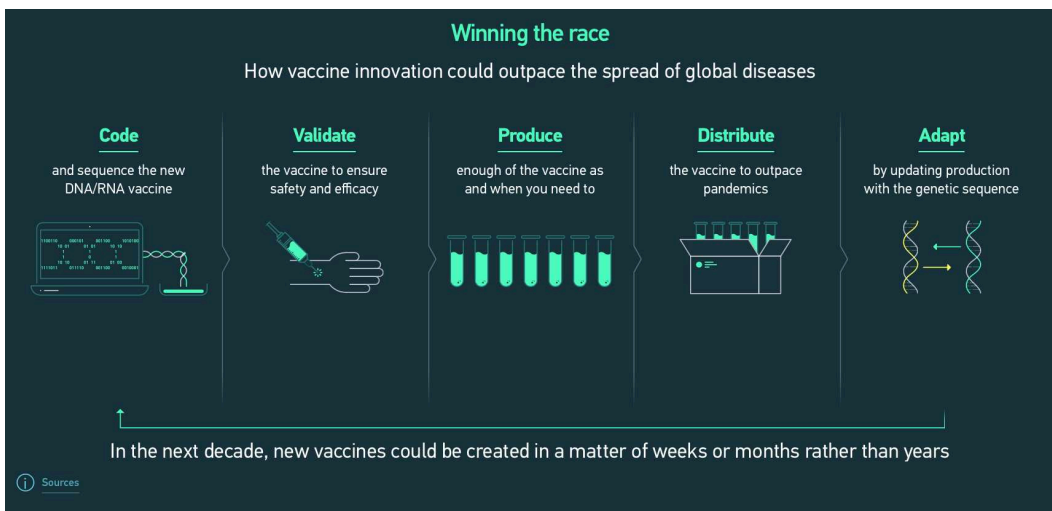 Winning the race
How vaccine innovation could outpace the spread of global diseases
Code
and sequence the new
DNA/RNA vaccine
Validate
the vaccine to ensure
safety and efficacy
Produce
enough of the vaccine as
and when you need to
Distribute
the vaccine to outpace
pandemics
Adapt
by updating production
with the genetic sequence
In the next decade, new vaccines could be created in a matter of weeks or months rather than years
Sources